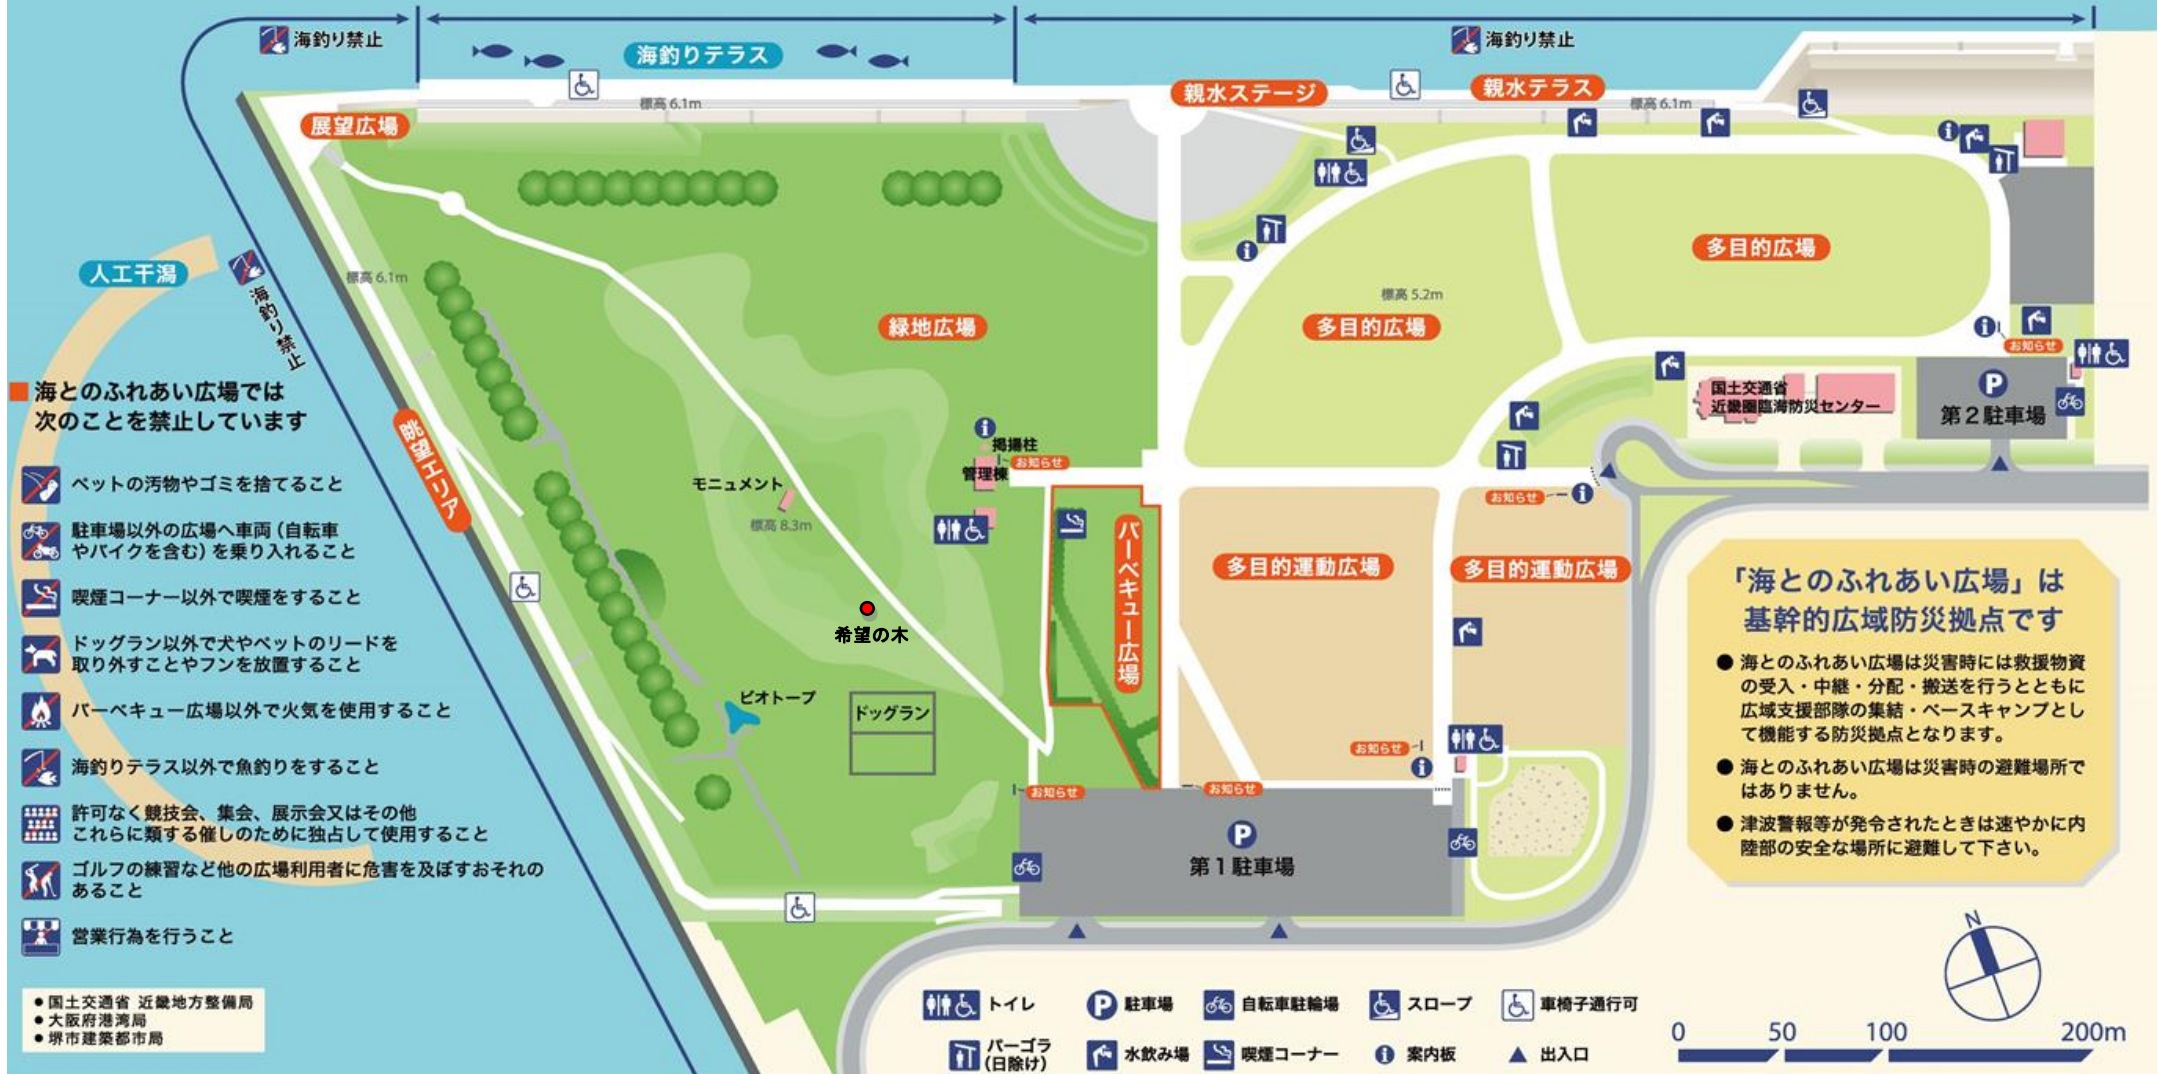 海釣り禁止
海釣りテラス
海釣り禁止
標高 6.1m
親水ステージ
親水テラス
標高 6.1m
展望広場
人工干潟
標高 6.1m
海釣り禁止
多目的広場
標高 5.2m
緑地広場
多目的広場
お知らせ
国土交通省
近畿圏臨海防災センター
P
第2駐車場
眺望エリア
掲揚柱
お知らせ
管理棟
モニュメント
標高 8.3m
お知らせ
バーベキュー広場
多目的運動広場
多目的運動広場
希望の木
ビオトープ
ドッグラン
お知らせ
お知らせ
お知らせ
P
第1駐車場
■ 海とのふれあい広場では
次のことを禁止しています
ペットの汚物やゴミを捨てること
駐車場以外の広場へ車両(自転車
やバイクを含む)を乗り入れること
喫煙コーナー以外で喫煙をすること
ドッグラン以外で犬やペットのリードを
取り外すことやフンを放置すること
バーベキュー広場以外で火気を使用すること
海釣りテラス以外で魚釣りをすること
許可なく競技会、集会、展示会又はその他
これらに類する催しのために独占して使用すること
ゴルフの練習など他の広場利用者に危害を及ぼすおそれの
あること
営業行為を行うこと
● 国土交通省 近畿地方整備局
● 大阪府港湾局
● 堺市建築都市局
「海とのふれあい広場」は
基幹的広域防災拠点です
● 海とのふれあい広場は災害時には救援物資
の受入・中継・分配・搬送を行うとともに
広域支援部隊の集結・ベースキャンプとし
て機能する防災拠点となります。
● 海とのふれあい広場は災害時の避難場所で
はありません。
● 津波警報等が発令されたときは速やかに内
陸部の安全な場所に避難して下さい。
トイレ
P 駐車場
自転車駐輪場
スロープ
車椅子通行可
パーゴラ
(日除け)
水飲み場
喫煙コーナー
i 案内板
▲ 出入口
N
0 50 100 200m